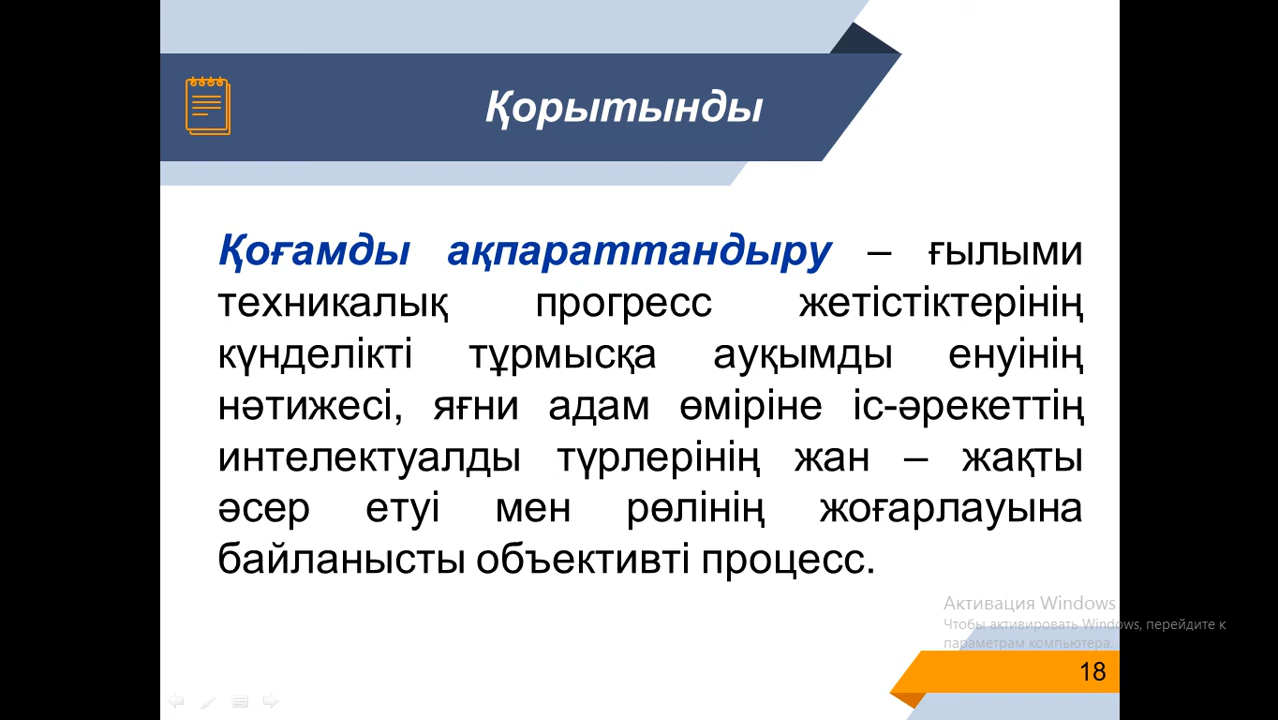 Қорытынды
Қоғамды ақпараттандыру – ғылыми
техникалық прогресс жетістіктерінің
күнделікті тұрмысқа ауқымды енуінің
нәтижесі, яғни адам өміріне іс-әрекеттің
интелектуалды түрлерінің жан – жақты
әсер етуі мен рөлінің жоғарлауына
байланысты объективті процесс.
Активация Windows
Чтобы активировать Windows, перейдите к
параметрам компьютера.
18